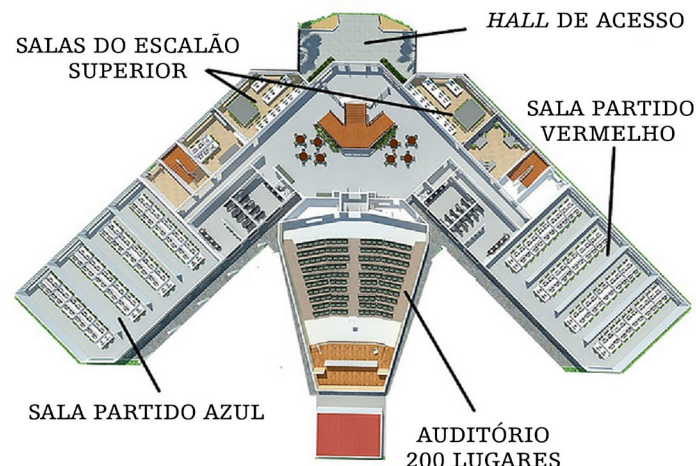 HALL DE ACESSO
SALAS DO ESCALÃO
SUPERIOR
SALA PARTIDO
VERMELHO
SALA PARTIDO AZUL
AUDITÓRIO
200 LUGARES